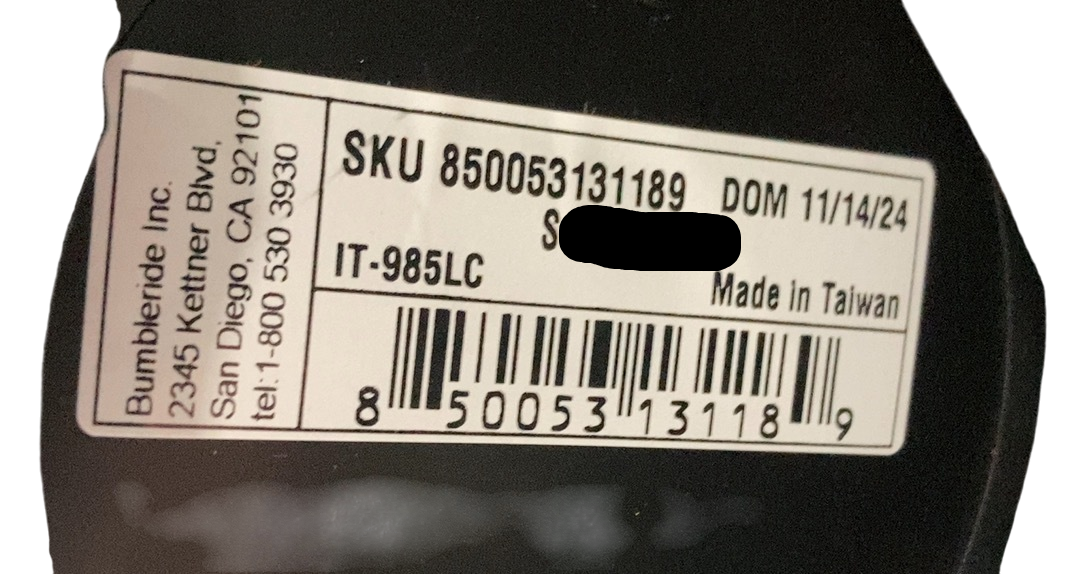 Bumbleride Inc.
2345 Kettner Blvd,
San Diego, CA 92101
tel:1-800 530 3930
SKU 850053131189 DOM 11/14/24
S
IT-985LC
Made in Taiwan
8 50053 13118 9